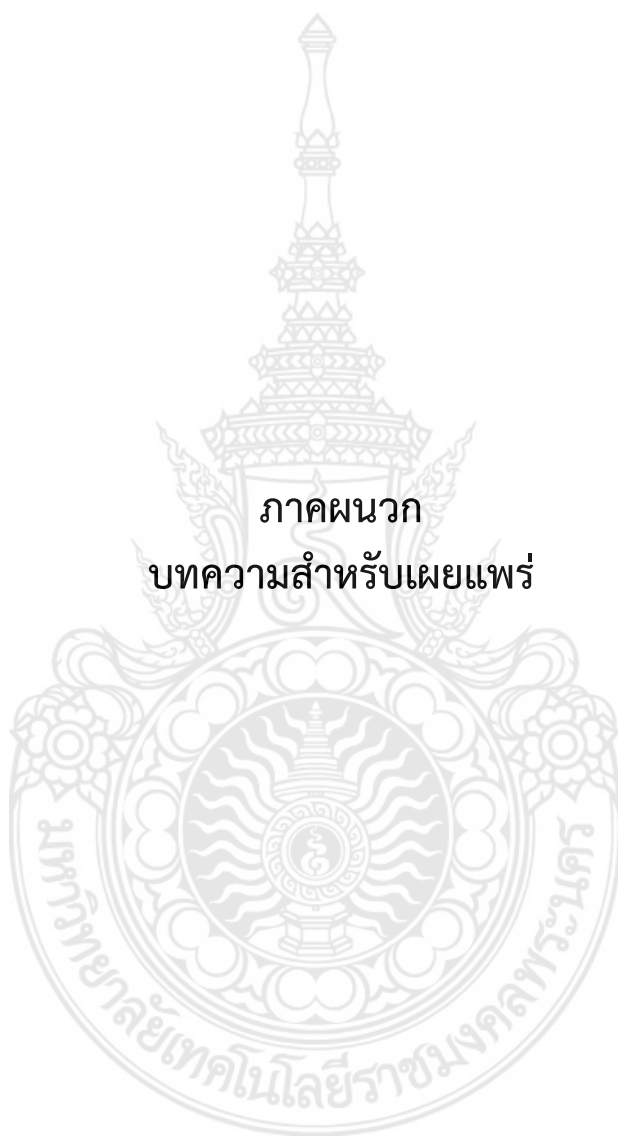 ภาคผนวก
บทความสำหรับเผยแพร่
มหาวิทยาลัยเทคโนโลยีราชมงคลพระนคร